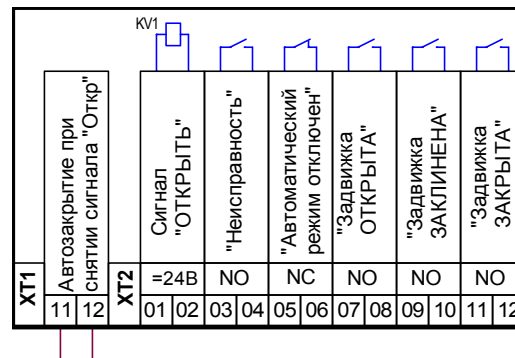 KV1
Автозакрытие при
снятии сигнала "Откр"
Сигнал
"ОТКРЫТЬ"
"Неисправность"
"Автоматический
режим отключен"
"Задвижка
ОТКРЫТА"
"Задвижка
ЗАКЛИНЕНА"
"Задвижка
ЗАКРЫТА"
XT1
XT2
=24В NO NC NO NO NO
11 12 01 02 03 04 05 06 07 08 09 10 11 12